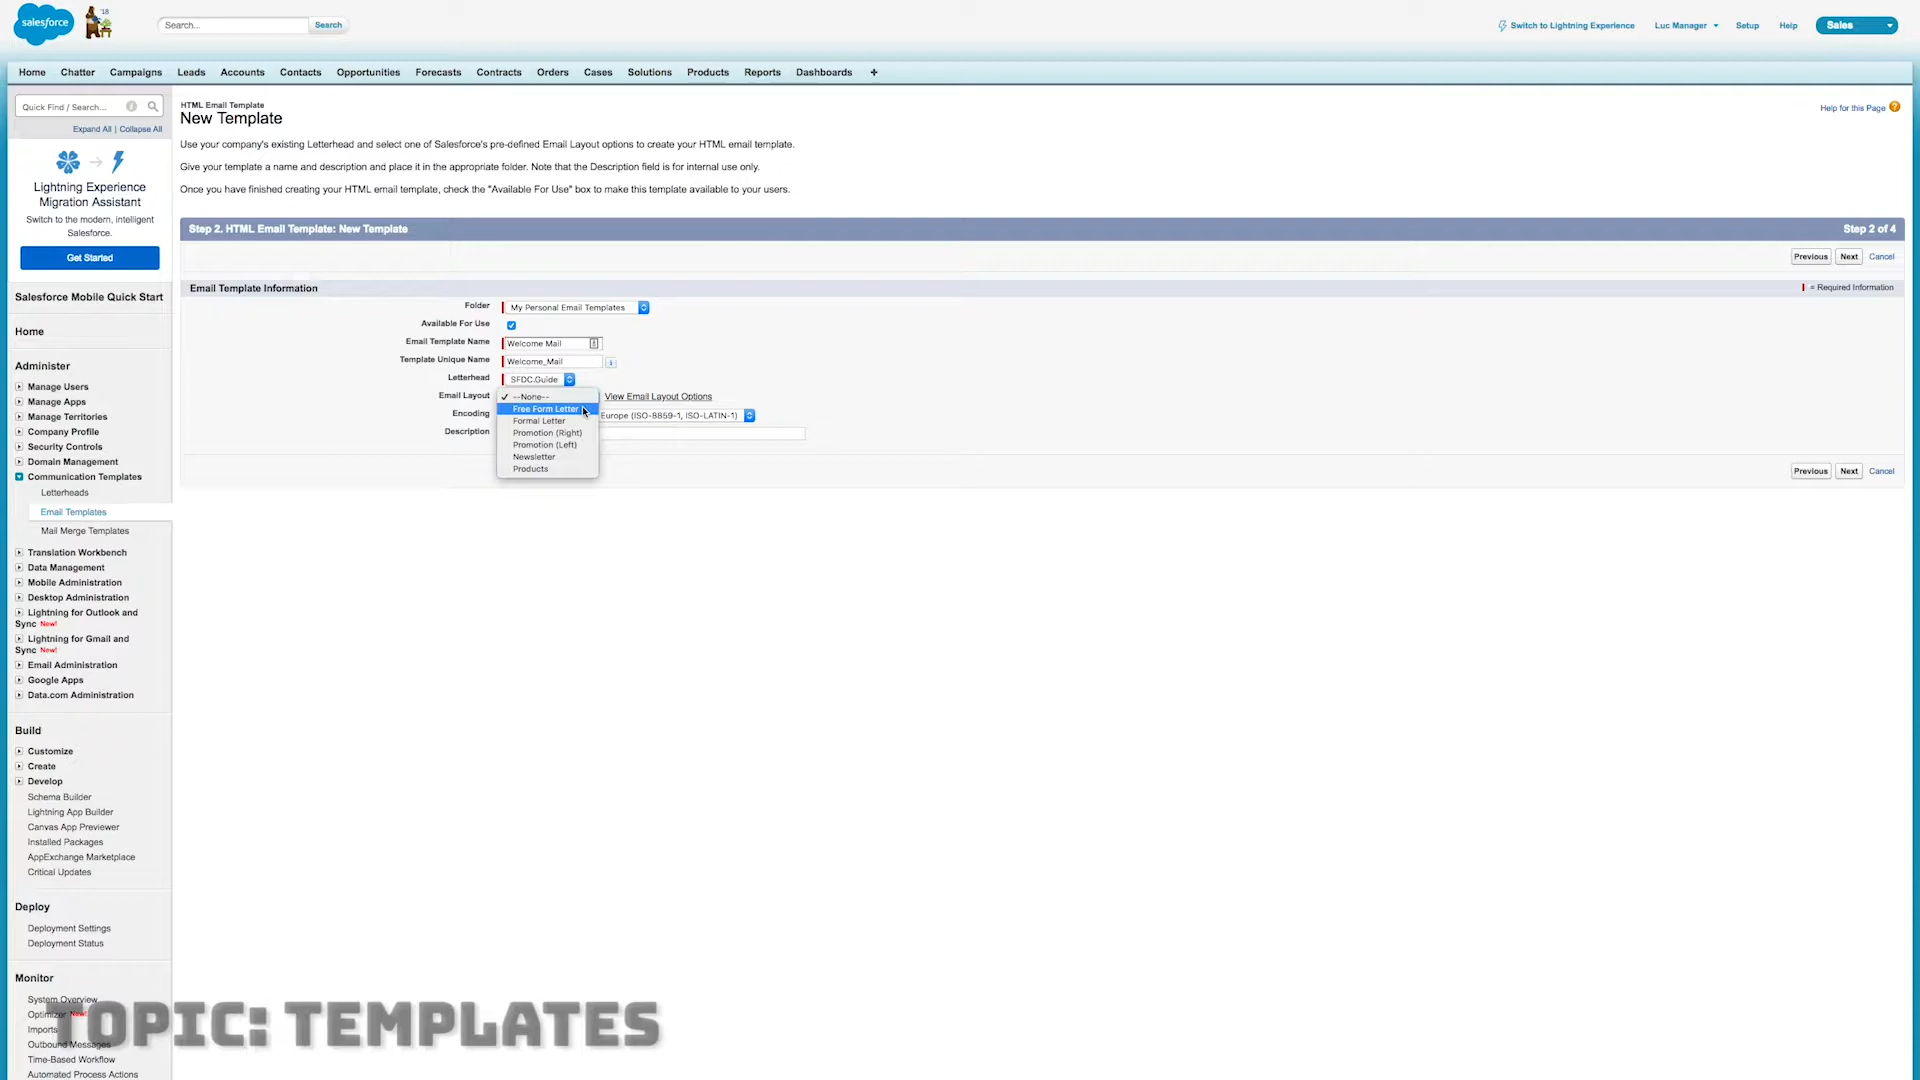 salesforce
'18
Search...
Search
Switch to Lightning Experience
Luc Manager
Setup
Help
Sales
Home
Chatter
Campaigns
Leads
Accounts
Contacts
Opportunities
Forecasts
Contracts
Orders
Cases
Solutions
Products
Reports
Dashboards
+
Quick Find / Search...
Expand All | Collapse All
Lightning Experience
Migration Assistant
Switch to the modern, intelligent
Salesforce.
Get Started
Salesforce Mobile Quick Start
Home
Administer
Manage Users
Manage Apps
Manage Territories
Company Profile
Security Controls
Domain Management
Communication Templates
Letterheads
Email Templates
Mail Merge Templates
Translation Workbench
Data Management
Mobile Administration
Desktop Administration
Lightning for Outlook and
Sync New!
Lightning for Gmail and
Sync New!
Email Administration
Google Apps
Data.com Administration
Build
Customize
Create
Develop
Schema Builder
Lightning App Builder
Canvas App Previewer
Installed Packages
AppExchange Marketplace
Critical Updates
Deploy
Deployment Settings
Deployment Status
Monitor
System Overview
Optimizer New!
Imports
Outbound Messages
Time-Based Workflow
Automated Process Actions
HTML Email Template
New Template
Help for this Page ?
Use your company's existing Letterhead and select one of Salesforce's pre-defined Email Layout options to create your HTML email template.
Give your template a name and description and place it in the appropriate folder. Note that the Description field is for internal use only.
Once you have finished creating your HTML email template, check the "Available For Use" box to make this template available to your users.
Step 2. HTML Email Template: New Template
Step 2 of 4
Previous
Next
Cancel
Email Template Information
= Required Information
Folder
My Personal Email Templates
Available For Use
Email Template Name
Welcome Mail
Template Unique Name
Welcome_Mail
Letterhead
SFDC.Guide
Email Layout
✓ --None--
View Email Layout Options
Free Form Letter
Formal Letter
Promotion (Right)
Promotion (Left)
Newsletter
Products
Encoding
Europe (ISO-8859-1, ISO-LATIN-1)
Description
Previous
Next
Cancel
TOPIC: TEMPLATES